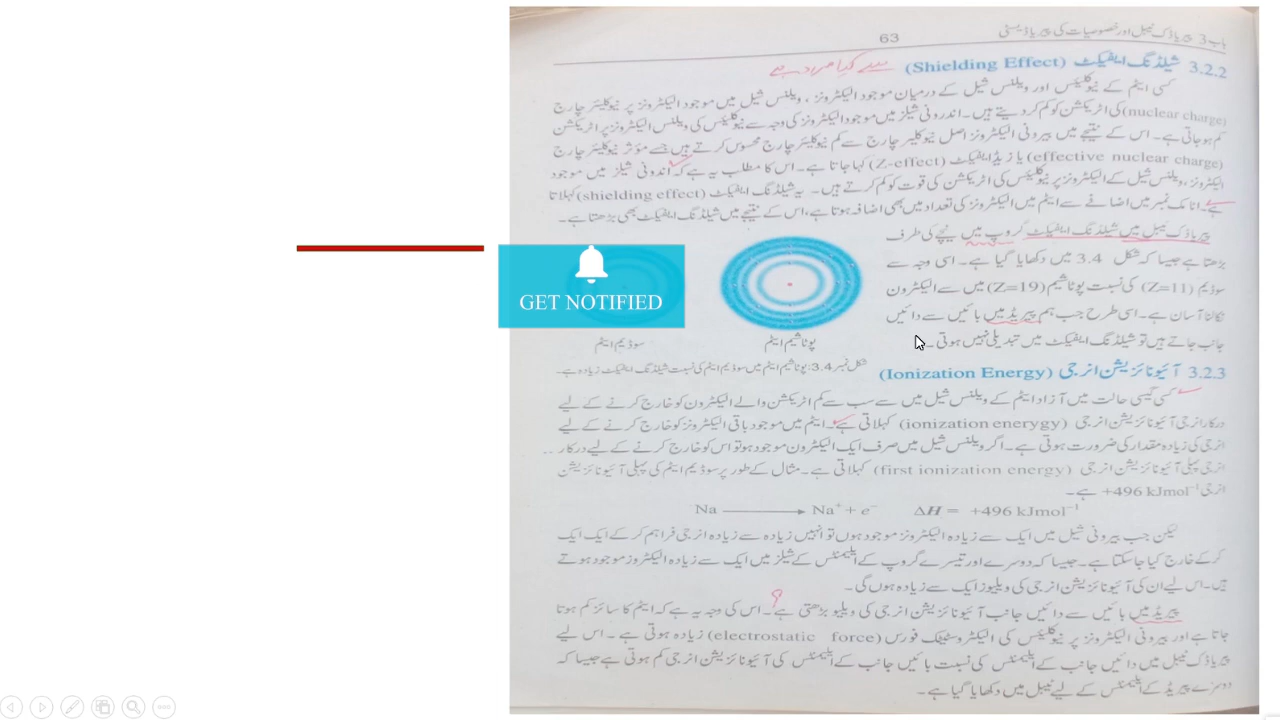 باب 3 پیریاڈک ٹیبل اور خصوصیات کی پیریاڈیسٹی
63
3.2.2 شیلڈنگ ایفیکٹ (Shielding Effect) سے کیا مراد ہے
کسی ایٹم کے نیوکلیئس اور ویلنس شیل کے درمیان موجود الیکٹرونز، ویلنس شیل میں موجود الیکٹرونز پر نیوکلیئر چارج
(nuclear charge) کی اٹریکشن کو کم کر دیتے ہیں۔ اندرونی شیلز میں موجود الیکٹرونز کی وجہ سے نیوکلیئس کی ویلنس الیکٹرونز پر اٹریکشن
کم ہو جاتی ہے۔ اس کے نتیجے میں بیرونی الیکٹرونز اصل نیوکلیر چارج سے کم نیوکلیئر چارج محسوس کرتے ہیں جسے مؤثر نیوکلیئر چارج
(effective nuclear charge) یا زیڈ ایفیکٹ (Z-effect) کہا جاتا ہے۔ اس کا مطلب یہ ہے کہ اندرونی شیلز میں موجود
الیکٹرونز، ویلنس شیل کے الیکٹرونز پر نیوکلیئس کی اٹریکشن کی قوت کو کم کرتے ہیں۔ یہ شیلڈنگ ایفیکٹ (shielding effect) کہلاتا
ہے۔ اٹامک نمبر میں اضافے سے ایٹم میں الیکٹرونز کی تعداد میں بھی اضافہ ہوتا ہے، اس کے نتیجے میں شیلڈنگ ایفیکٹ بھی بڑھتا ہے۔
پیریاڈک ٹیبل میں شیلڈنگ ایفیکٹ گروپ میں نیچے کی طرف
بڑھتا ہے جیسا کہ شکل 3.4 میں دکھایا گیا ہے۔ اسی وجہ سے
سوڈیم (Z=11) کی نسبت پوٹاشیم (Z=19) میں سے الیکٹرون
نکالنا آسان ہے۔ اسی طرح جب ہم پیریڈ میں بائیں سے دائیں
جانب جاتے ہیں تو شیلڈنگ ایفیکٹ میں تبدیلی نہیں ہوتی۔
GET NOTIFIED
پوٹاشیم ایٹم
سوڈیم ایٹم
شکل نمبر 3.4: پوٹاشیم ایٹم میں سوڈیم ایٹم کی نسبت شیلڈنگ ایفیکٹ زیادہ ہے۔
3.2.3 آئیونائزیشن انرجی (Ionization Energy)
کسی گیسی حالت میں آزاد ایٹم کے ویلنس شیل میں سے سب سے کم اٹریکشن والے الیکٹرون کو خارج کرنے کے لیے
درکار انرجی آئیونائزیشن انرجی (ionization enerygy) کہلاتی ہے۔ ایٹم میں موجود باقی الیکٹرونز کو خارج کرنے کے لیے
انرجی کی زیادہ مقدار کی ضرورت ہوتی ہے۔ اگر ویلنس شیل میں صرف ایک الیکٹرون موجود ہو تو اس کو خارج کرنے کے لیے درکار
انرجی پہلی آئیونائزیشن انرجی (first ionization energy) کہلاتی ہے۔ مثال کے طور پر سوڈیم ایٹم کی پہلی آئیونائزیشن
انرجی +496 kJmol⁻¹ ہے۔
Na ⟶ Na⁺ + e⁻ ΔH = +496 kJmol⁻¹
لیکن جب بیرونی شیل میں ایک سے زیادہ الیکٹرونز موجود ہوں تو انہیں زیادہ سے زیادہ انرجی فراہم کر کے ایک ایک
کر کے خارج کیا جا سکتا ہے۔ جیسا کہ دوسرے اور تیسرے گروپ کے ایلیمنٹس کے شیلز میں ایک سے زیادہ الیکٹروز موجود ہوتے
ہیں۔ اس لیے ان کی آئیونائزیشن انرجی کی ویلیوز ایک سے زیادہ ہوں گی۔
پیریڈ میں بائیں سے دائیں جانب آئیونائزیشن انرجی کی ویلیو بڑھتی ہے۔ اس کی وجہ یہ ہے کہ ایٹم کا سائز کم ہوتا
جاتا ہے اور بیرونی الیکٹرونز پر نیوکلیئس کی الیکٹروسٹیٹک فورس (electrostatic force) زیادہ ہوتی ہے۔ اس لیے
پیریاڈک ٹیبل میں دائیں جانب کے ایلیمنٹس کی نسبت بائیں جانب کے ایلیمنٹس کی آئیونائزیشن انرجی کم ہوتی ہے جیسا کہ
دوسرے پیریڈ کے ایلیمنٹس کے لیے ٹیبل میں دکھایا گیا ہے۔